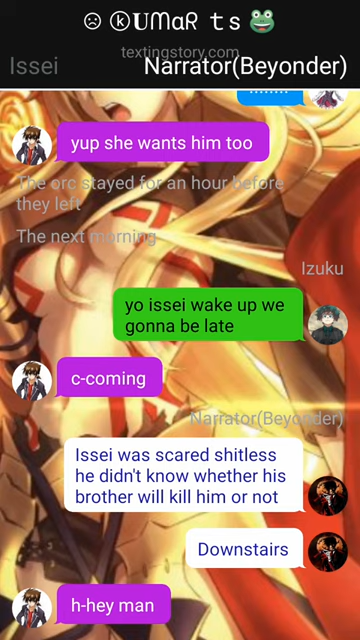 ☹ ⓚUᗰαᖇ ｔｓ🐸
textingstory.com
Issei
Narrator(Beyonder)
........
yup she wants him too
The orc stayed for an hour before
they left
The next morning
Izuku
yo issei wake up we
gonna be late
c-coming
Narrator(Beyonder)
Issei was scared shitless
he didn't know whether his
brother will kill him or not
Downstairs
h-hey man